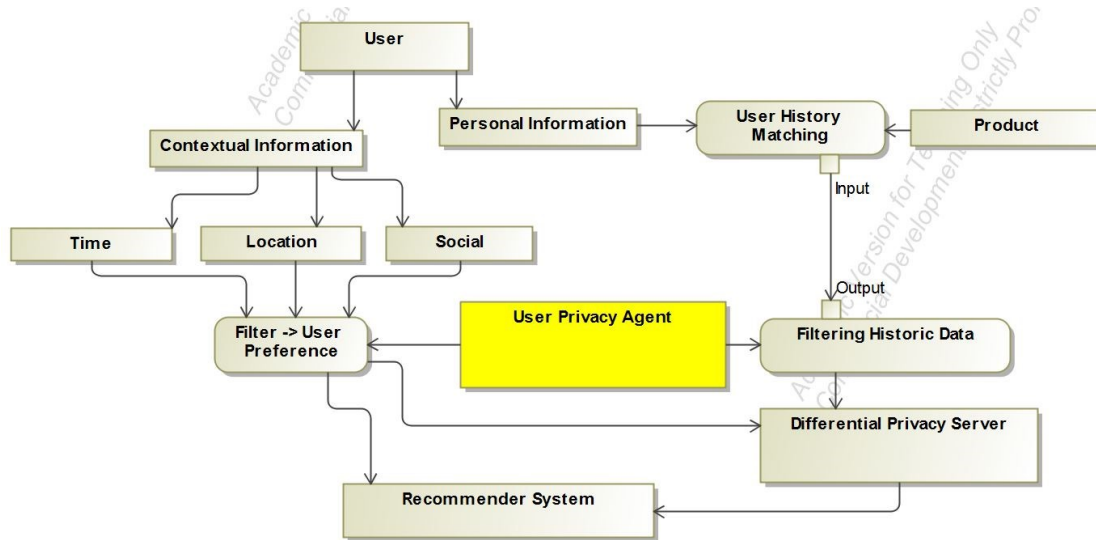 User
Personal Information
User History
Matching
Product
Contextual Information
Input
Time
Location
Social
Output
User Privacy Agent
Filter -> User
Preference
Filtering Historic Data
Differential Privacy Server
Recommender System
Academic